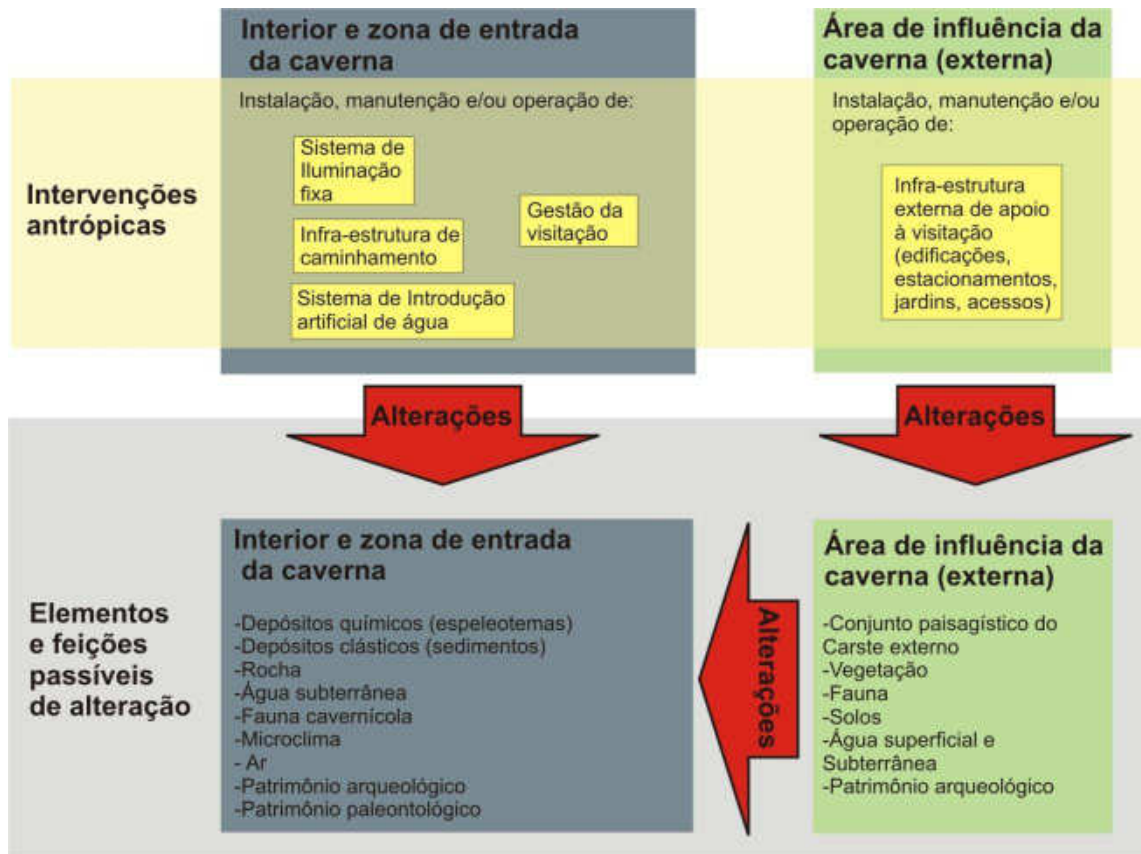 Interior e zona de entrada
da caverna
Instalação, manutenção e/ou operação de:
Sistema de
Iluminação
fixa
Infra-estrutura de
caminhamento
Sistema de Introdução
artificial de água
Gestão da
visitação
Área de influência da
caverna (externa)
Instalação, manutenção e/ou
operação de:
Infra-estrutura
externa de apoio
à visitação
(edificações,
estacionamentos,
jardins, acessos)
Intervenções
antrópicas
Alterações
Alterações
Elementos
e feições
passíveis
de alteração
Interior e zona de entrada
da caverna
-Depósitos químicos (espeleotemas)
-Depósitos clásticos (sedimentos)
-Rocha
-Água subterrânea
-Fauna cavernícola
-Microclima
- Ar
-Patrimônio arqueológico
-Patrimônio paleontológico
Alterações
Área de influência da
caverna (externa)
-Conjunto paisagístico do
Carste externo
-Vegetação
-Fauna
-Solos
-Água superficial e
Subterrânea
-Patrimônio arqueológico